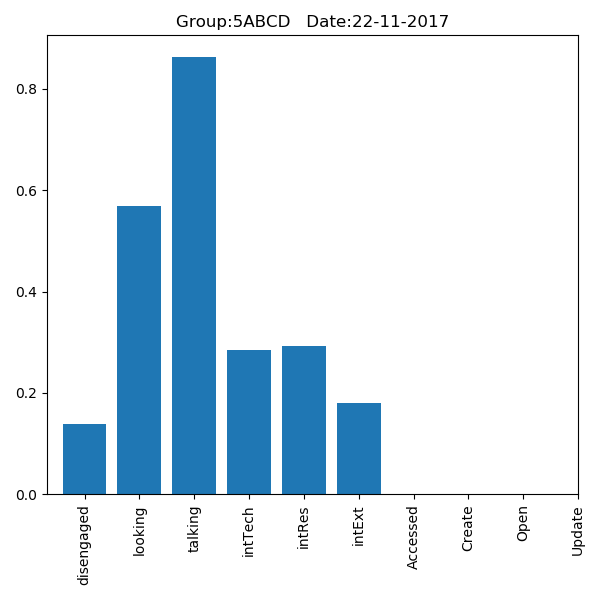 Group:5ABCD   Date:22-11-2017
0.8
0.6
0.4
0.2
0.0
disengaged
looking
talking
intTech
intRes
intExt
Accessed
Create
Open
Update